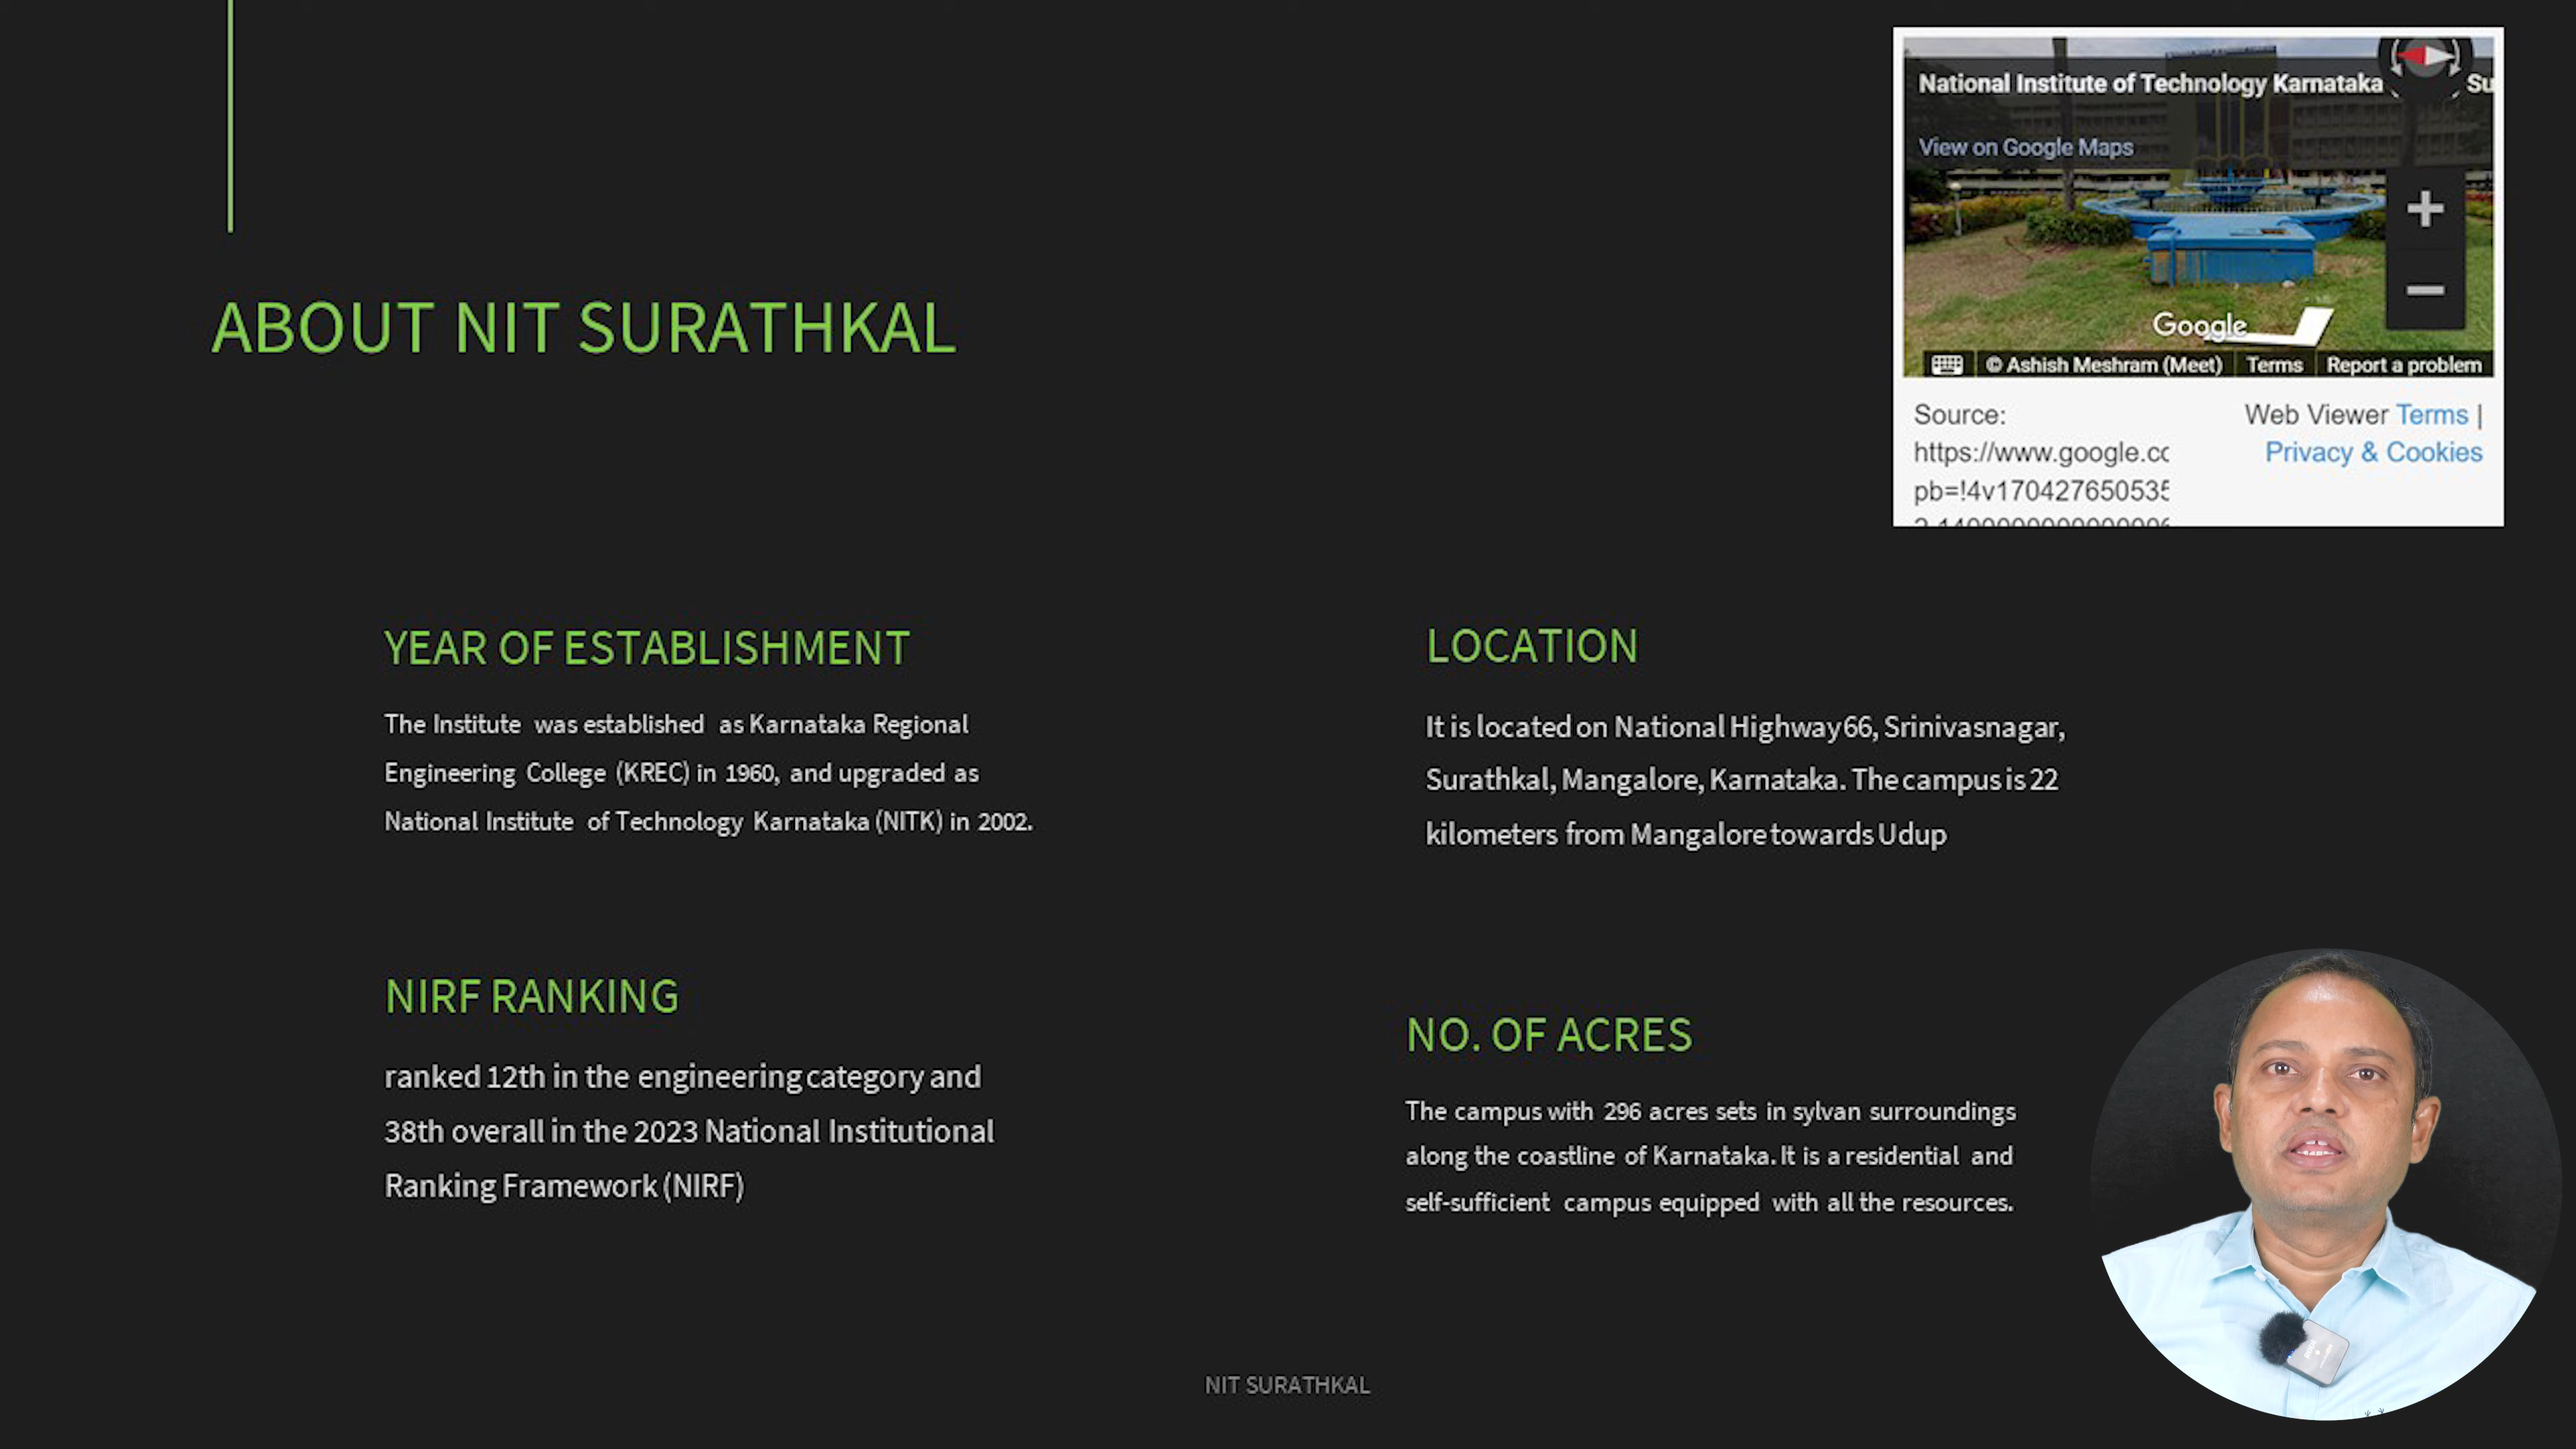 National Institute of Technology Karnataka
Su
View on Google Maps
Google
© Ashish Meshram (Meet) Terms Report a problem
Source:
https://www.google.cc
pb=!4v170427650535
Web Viewer Terms |
Privacy & Cookies
ABOUT NIT SURATHKAL
YEAR OF ESTABLISHMENT
The Institute was established as Karnataka Regional
Engineering College (KREC) in 1960, and upgraded as
National Institute of Technology Karnataka (NITK) in 2002.
LOCATION
It is located on National Highway 66, Srinivasnagar,
Surathkal, Mangalore, Karnataka. The campus is 22
kilometers from Mangalore towards Udup
NIRF RANKING
ranked 12th in the engineering category and
38th overall in the 2023 National Institutional
Ranking Framework (NIRF)
NO. OF ACRES
The campus with 296 acres sets in sylvan surroundings
along the coastline of Karnataka. It is a residential and
self-sufficient campus equipped with all the resources.
NIT SURATHKAL